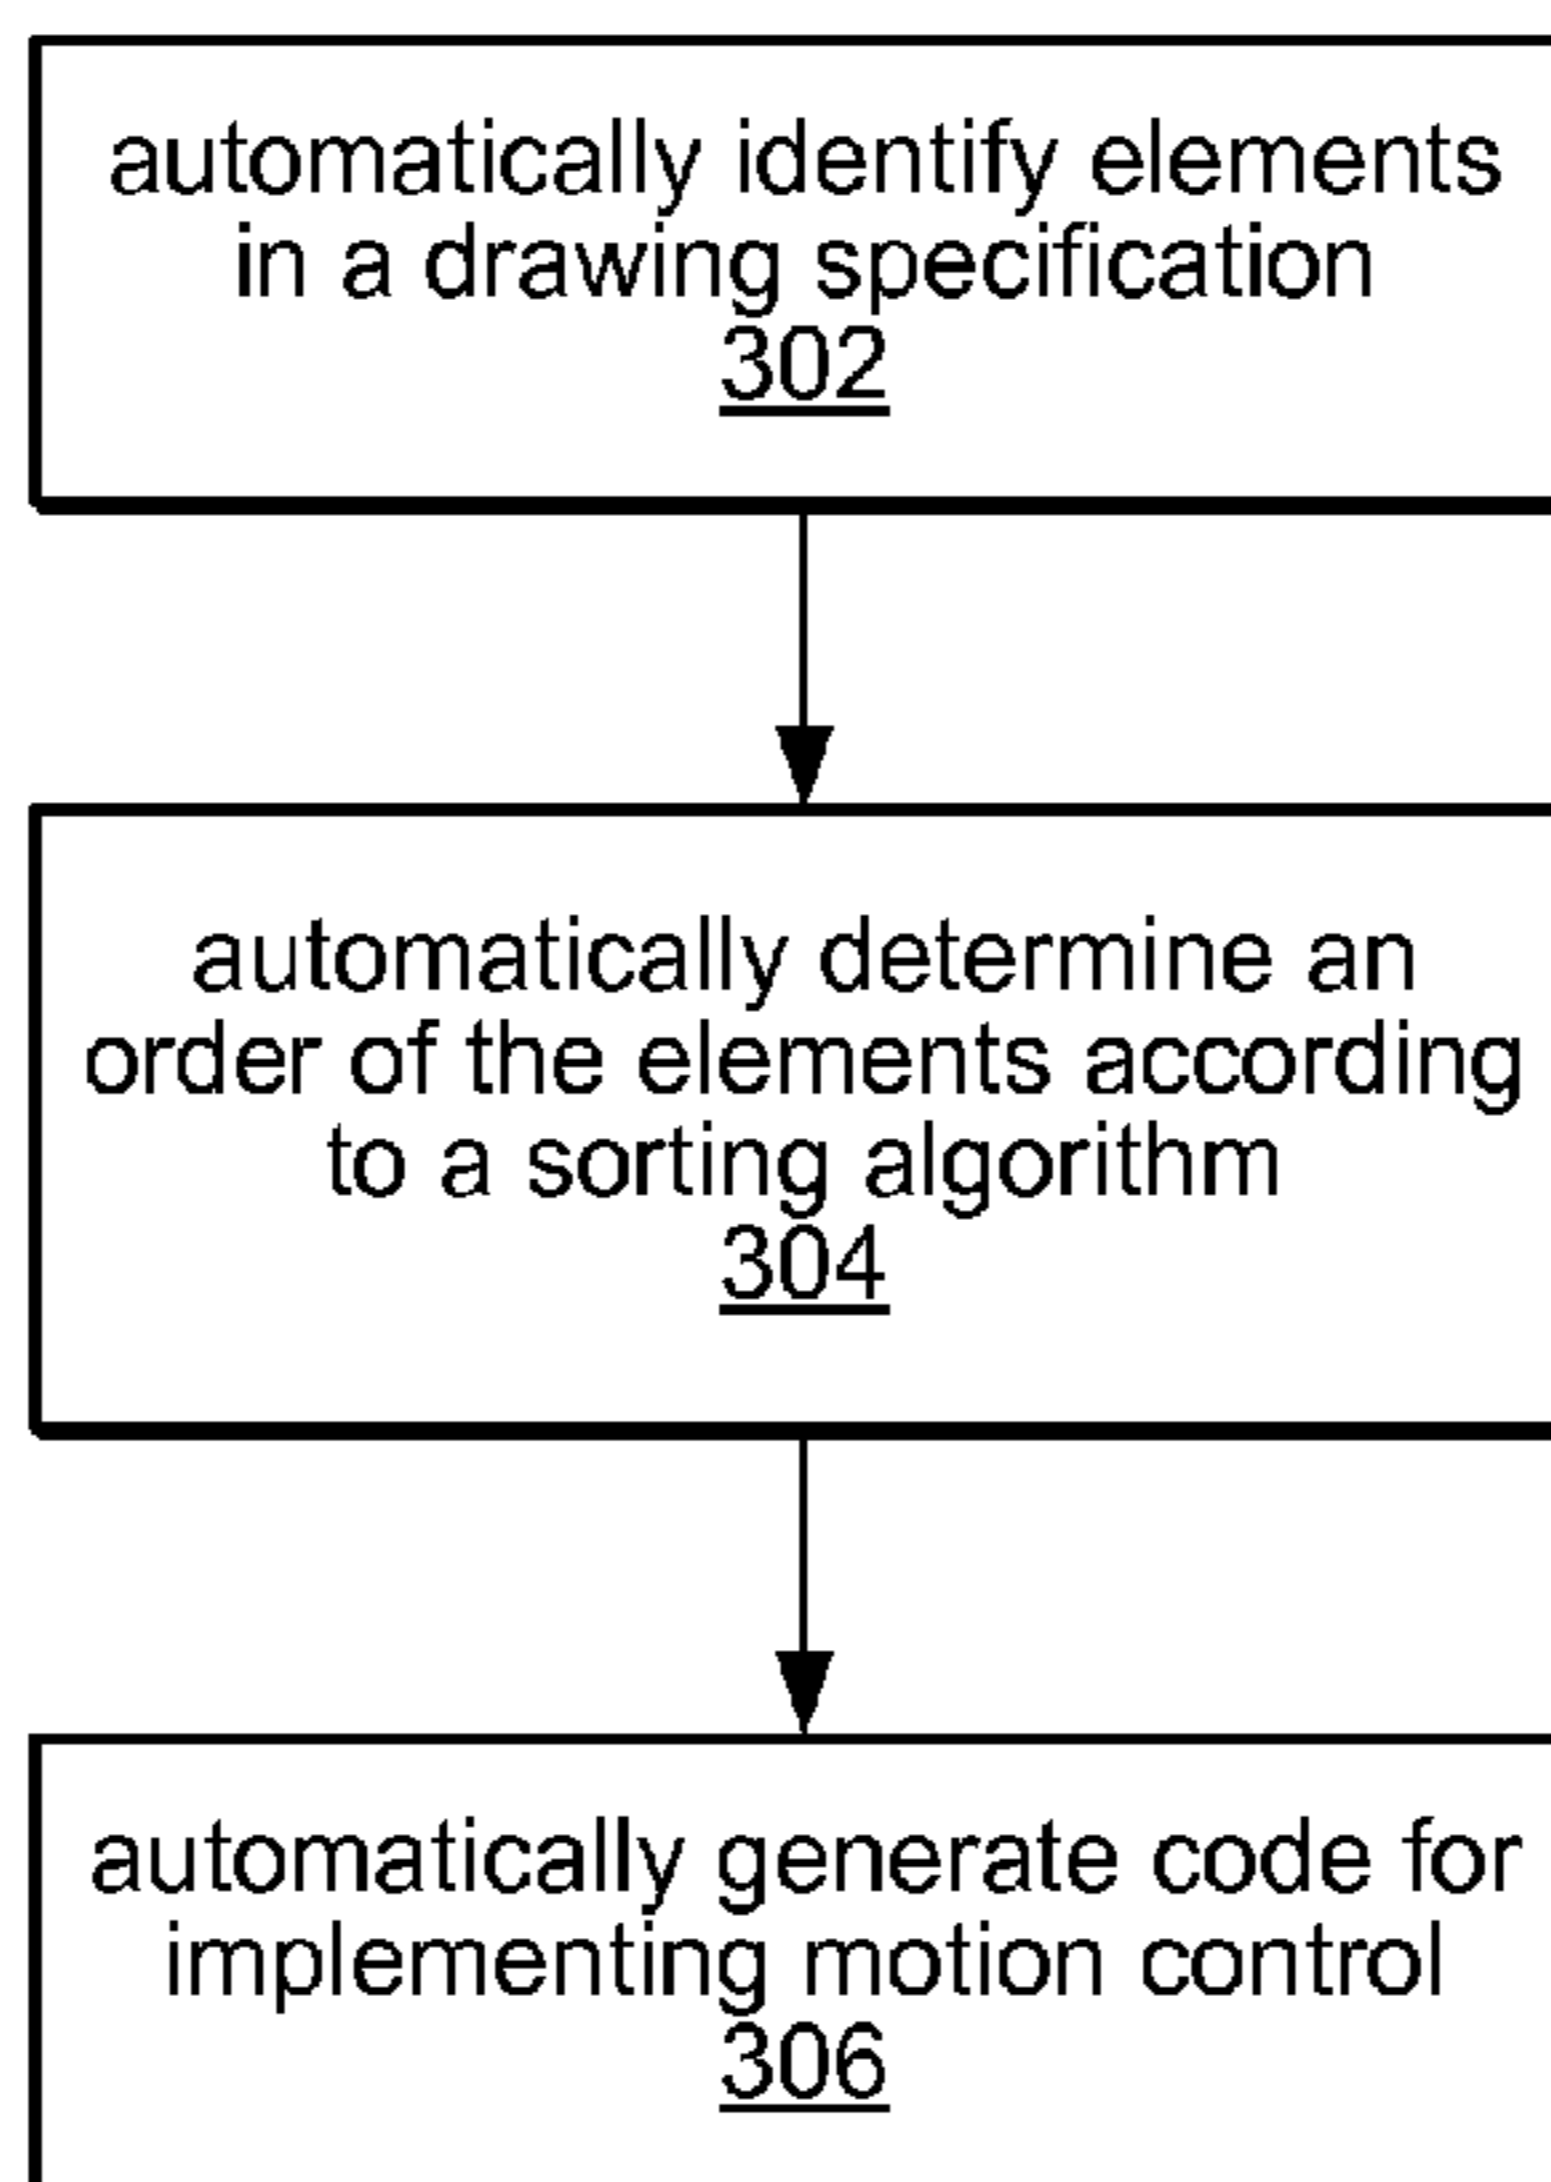 automatically identify elements
in a drawing specification
302
automatically determine an
order of the elements according
to a sorting algorithm
304
automatically generate code for
implementing motion control
306